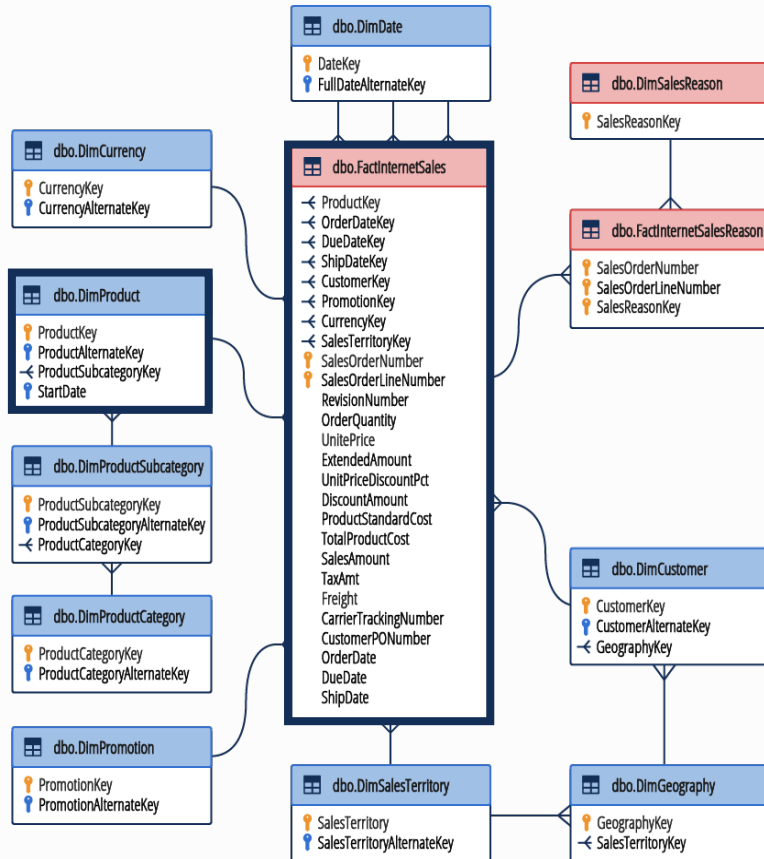 dbo.DimDate
DateKey
FullDateAlternateKey
dbo.DimSalesReason
SalesReasonKey
dbo.DimCurrency
CurrencyKey
CurrencyAlternateKey
dbo.FactInternetSales
ProductKey
OrderDateKey
DueDateKey
ShipDateKey
CustomerKey
PromotionKey
CurrencyKey
SalesTerritoryKey
SalesOrderNumber
SalesOrderLineNumber
RevisionNumber
OrderQuantity
UnitePrice
ExtendedAmount
UnitPriceDiscountPct
DiscountAmount
ProductStandardCost
TotalProductCost
SalesAmount
TaxAmt
Freight
CarrierTrackingNumber
CustomerPONumber
OrderDate
DueDate
ShipDate
dbo.FactInternetSalesReason
SalesOrderNumber
SalesOrderLineNumber
SalesReasonKey
dbo.DimProduct
ProductKey
ProductAlternateKey
ProductSubcategoryKey
StartDate
dbo.DimProductSubcategory
ProductSubcategoryKey
ProductSubcategoryAlternateKey
ProductCategoryKey
dbo.DimCustomer
CustomerKey
CustomerAlternateKey
GeographyKey
dbo.DimProductCategory
ProductCategoryKey
ProductCategoryAlternateKey
dbo.DimPromotion
PromotionKey
PromotionAlternateKey
dbo.DimSalesTerritory
SalesTerritory
SalesTerritoryAlternateKey
dbo.DimGeography
GeographyKey
SalesTerritoryKey